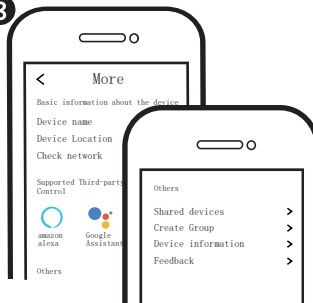 3
More
Basic information about the device
Device name
Device Location
Check network
Supported Third-party
Control
amazon
alexa
Google
Assistant
Others
Others
Shared devices
Create Group
Device information
Feedback